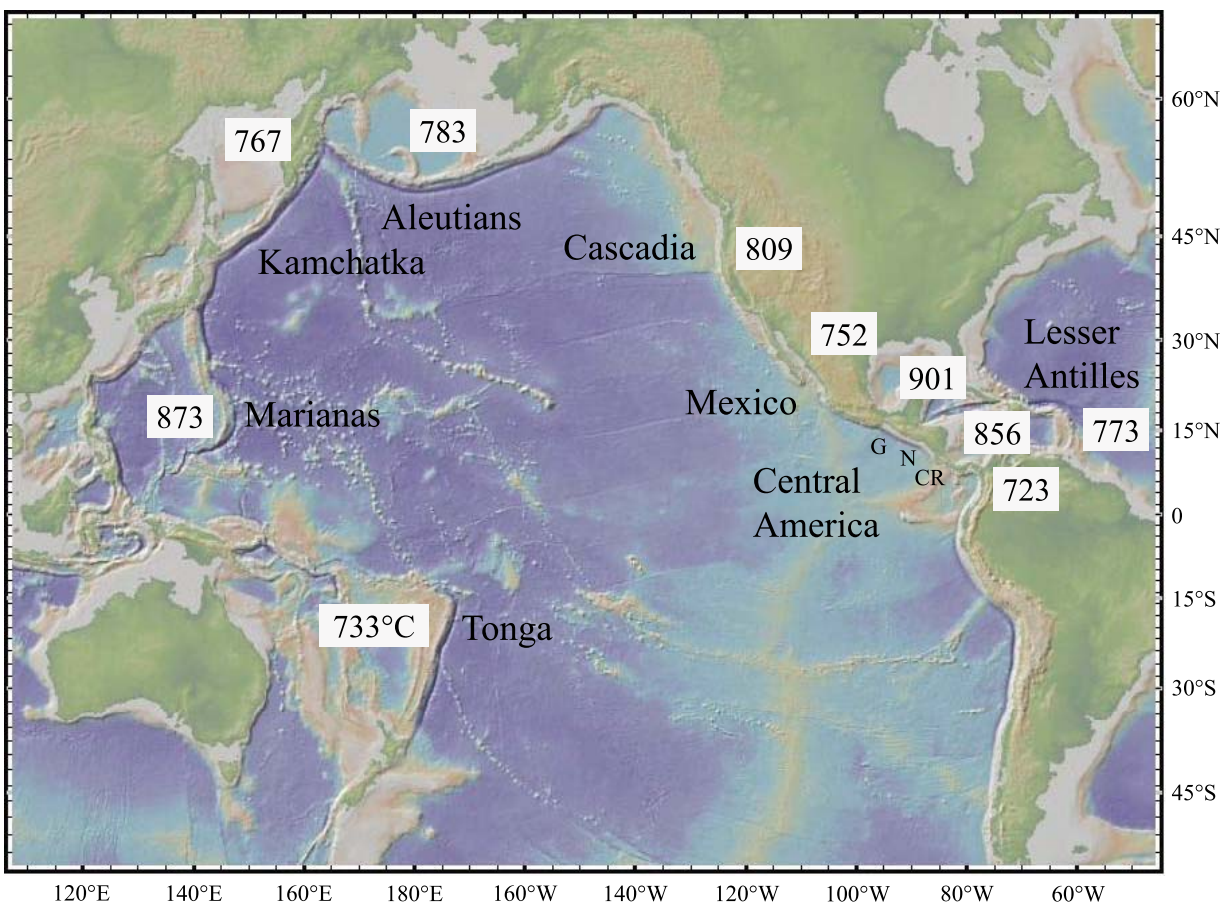 60°N
767
783
Aleutians
Cascadia
809
45°N
Kamchatka
752
Lesser
30°N
901
Antilles
873
Marianas
Mexico
856
773
15°N
G
N
CR
Central
723
America
0
733°C
Tonga
15°S
30°S
45°S
120°E
140°E
160°E
180°E
160°W
140°W
120°W
100°W
80°W
60°W